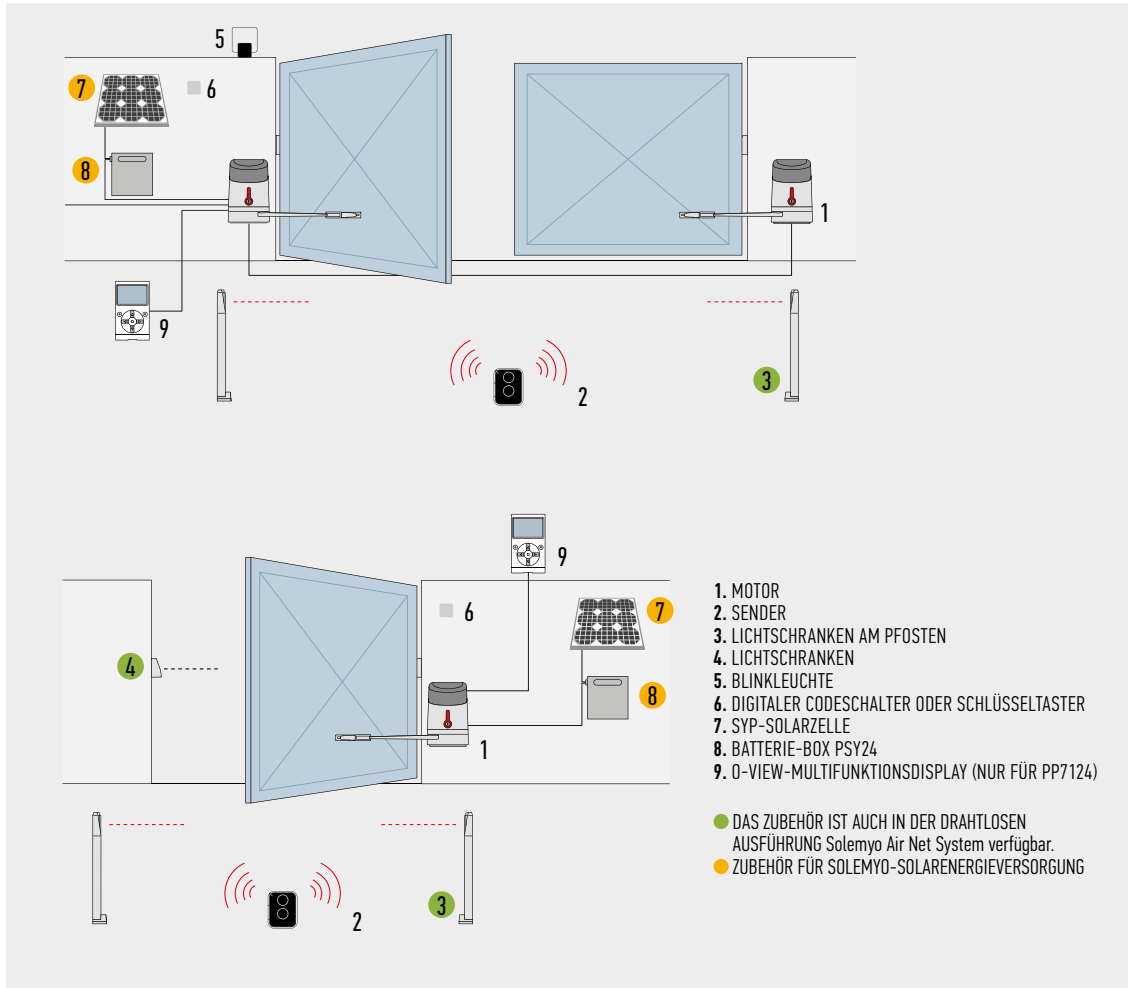 5
7
6
8
1
9
2
3
9
6
7
4
8
1
3
2
1. MOTOR
2. SENDER
3. LICHTSCHRANKEN AM PFOSTEN
4. LICHTSCHRANKEN
5. BLINKLEUCHTE
6. DIGITALER CODESCHALTER ODER SCHLÜSSELTASTER
7. SYP-SOLARZELLE
8. BATTERIE-BOX PSY24
9. O-VIEW-MULTIFUNKTIONSDISPLAY (NUR FÜR PP7124)
DAS ZUBEHÖR IST AUCH IN DER DRAHTLOSEN
AUSFÜHRUNG Solemyo Air Net System verfügbar.
ZUBEHÖR FÜR SOLEMYO-SOLARENERGIEVERSORGUNG